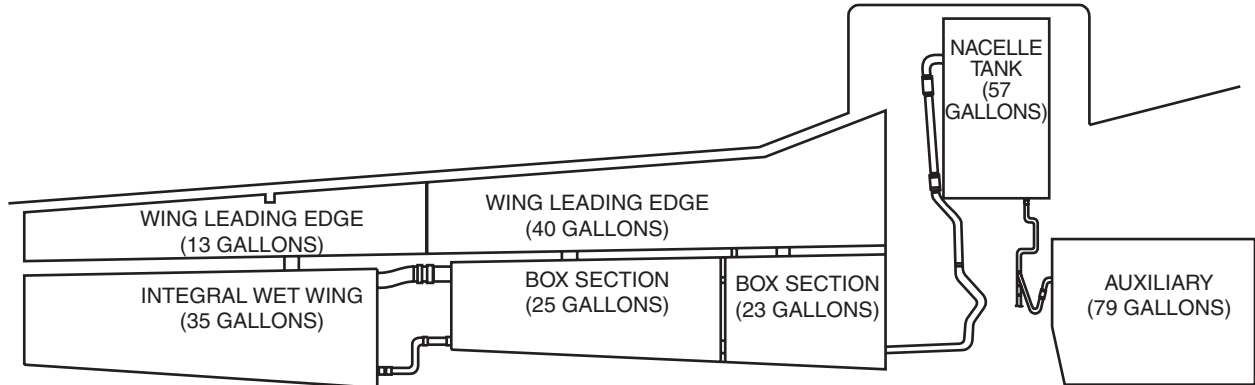 NACELLE
TANK
(57
GALLONS)
WING LEADING EDGE
(13 GALLONS)
WING LEADING EDGE
(40 GALLONS)
INTEGRAL WET WING
(35 GALLONS)
BOX SECTION
(25 GALLONS)
BOX SECTION
(23 GALLONS)
AUXILIARY
(79 GALLONS)